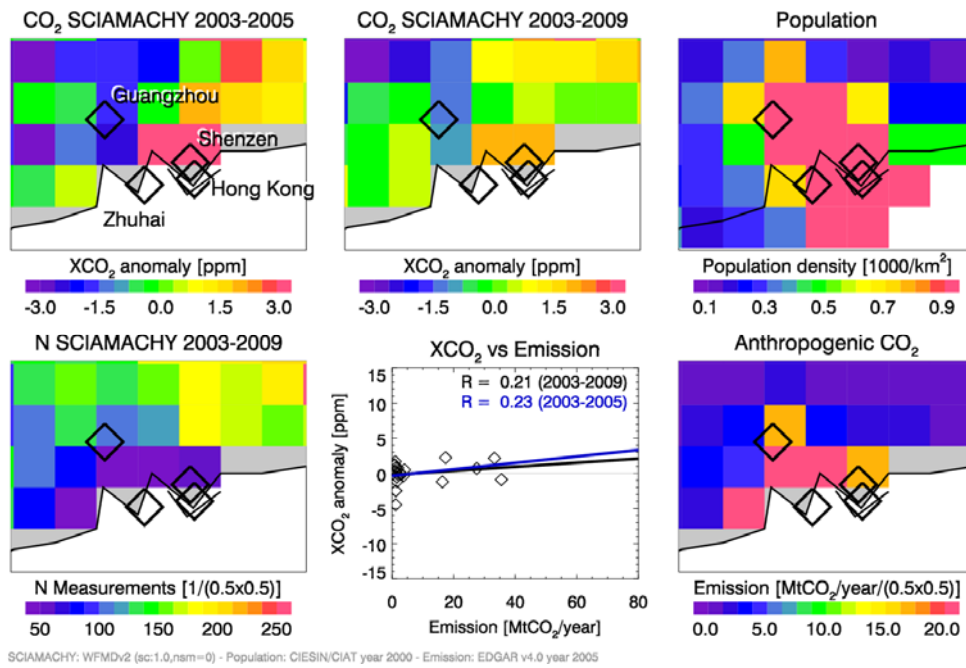 CO₂ SCIAMACHY 2003-2005
CO₂ SCIAMACHY 2003-2009
Population
Guangzhou
Shenzen
Hong Kong
Zhuhai
XCO₂ anomaly [ppm]
-3.0 -1.5 0.0 1.5 3.0
XCO₂ anomaly [ppm]
-3.0 -1.5 0.0 1.5 3.0
Population density [1000/km²]
0.1 0.3 0.5 0.7 0.9
N SCIAMACHY 2003-2009
XCO₂ vs Emission
Anthropogenic CO₂
R = 0.21 (2003-2009)
R = 0.23 (2003-2005)
XCO₂ anomaly [ppm]
15
10
5
0
-5
-10
-15
0 20 40 60 80
Emission [MtCO₂/year]
N Measurements [1/(0.5x0.5)]
50 100 150 200 250
Emission [MtCO₂/year/(0.5x0.5)]
0.0 5.0 10.0 15.0 20.0
SCIAMACHY: WFMDv2 (sc:1.0,nsm=0) - Population: CIESIN/CIAT year 2000 - Emission: EDGAR v4.0 year 2005